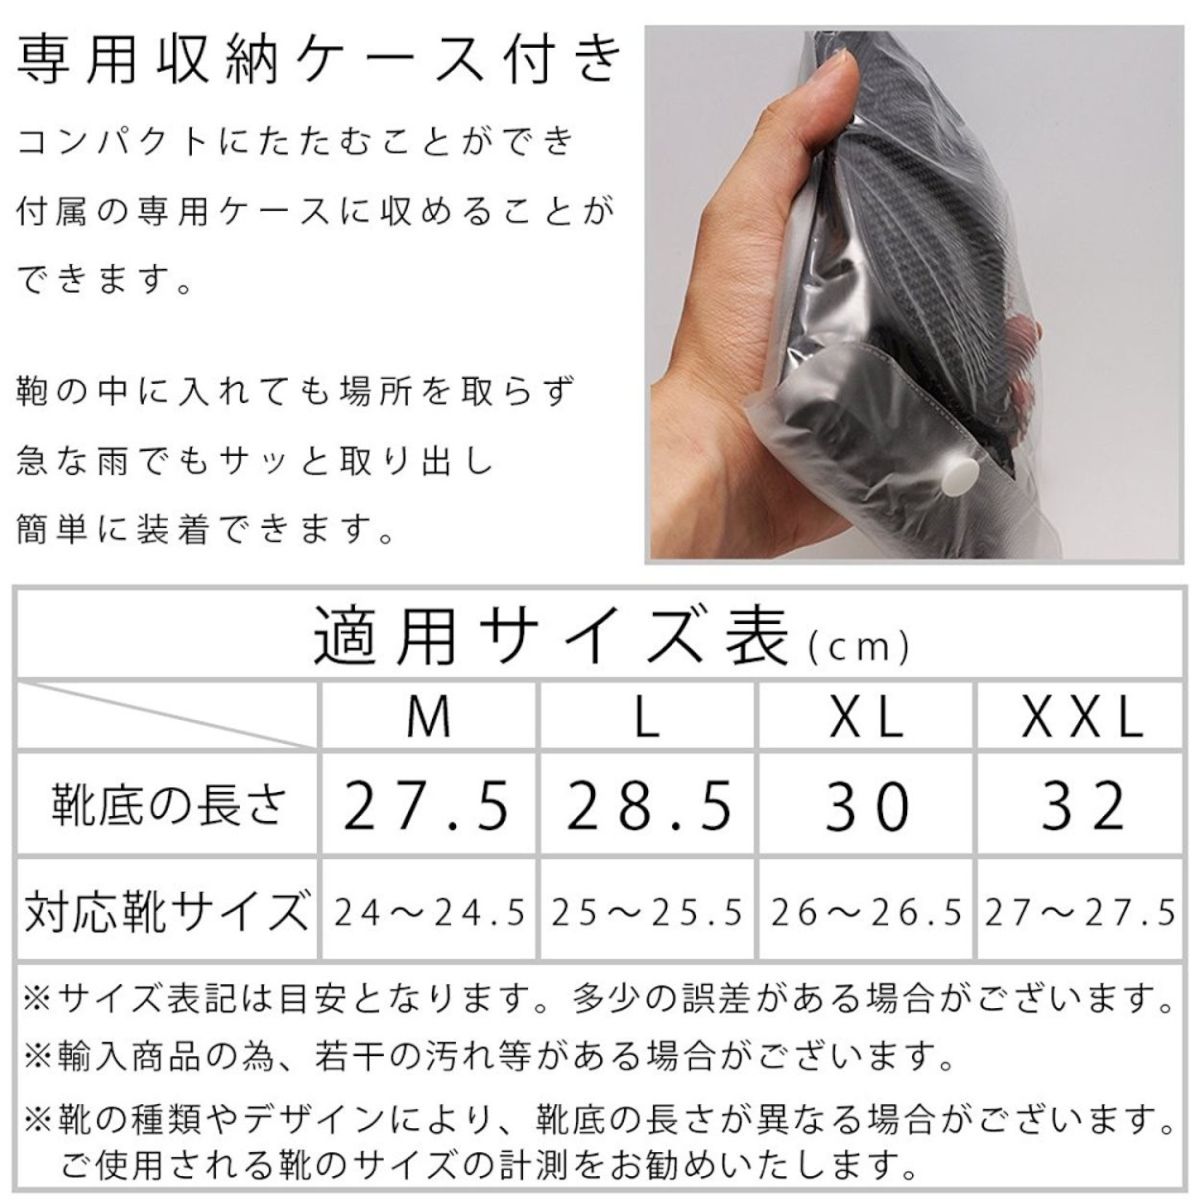 専用収納ケース付き
コンパクトにたたむことができ
付属の専用ケースに収めることが
できます。
鞄の中に入れても場所を取らず
急な雨でもサッと取り出し
簡単に装着できます。
適用サイズ表(cm)
M L XL XXL
靴底の長さ 27.5 28.5 30 32
対応靴サイズ 24〜24.5 25〜25.5 26〜26.5 27〜27.5
※サイズ表記は目安となります。多少の誤差がある場合がございます。
※輸入商品の為、若干の汚れ等がある場合がございます。
※靴の種類やデザインにより、靴底の長さが異なる場合がございます。
ご使用される靴のサイズの計測をお勧めいたします。